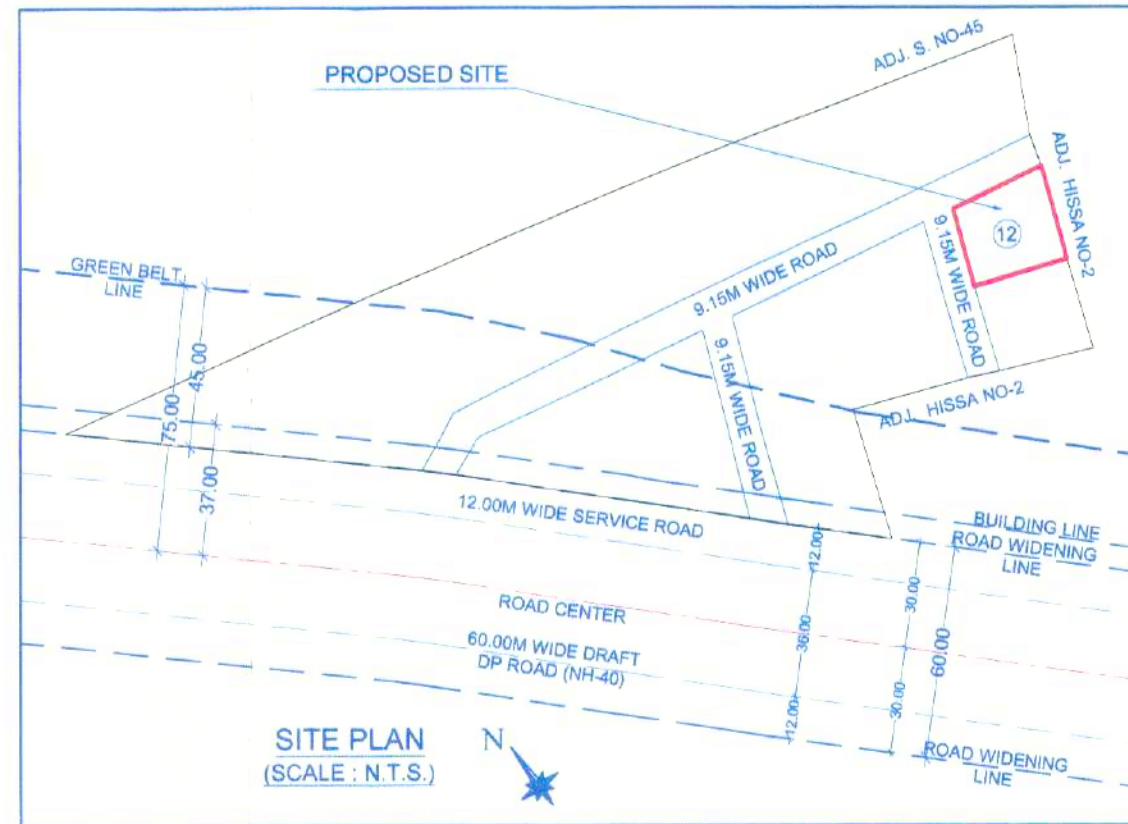 ADJ. S. NO-45
PROPOSED SITE
ADJ. HISSA NO-2
12
9.15M WIDE ROAD
9.15M WIDE ROAD
9.15M WIDE ROAD
GREEN BELT
LINE
45.00
75.00
37.00
ADJ. HISSA NO-2
12.00M WIDE SERVICE ROAD
BUILDING LINE
ROAD WIDENING
LINE
12.00
30.00
36.00
60.00
30.00
12.00
ROAD CENTER
60.00M WIDE DRAFT
DP ROAD (NH-40)
ROAD WIDENING
LINE
SITE PLAN
(SCALE : N.T.S.)
N